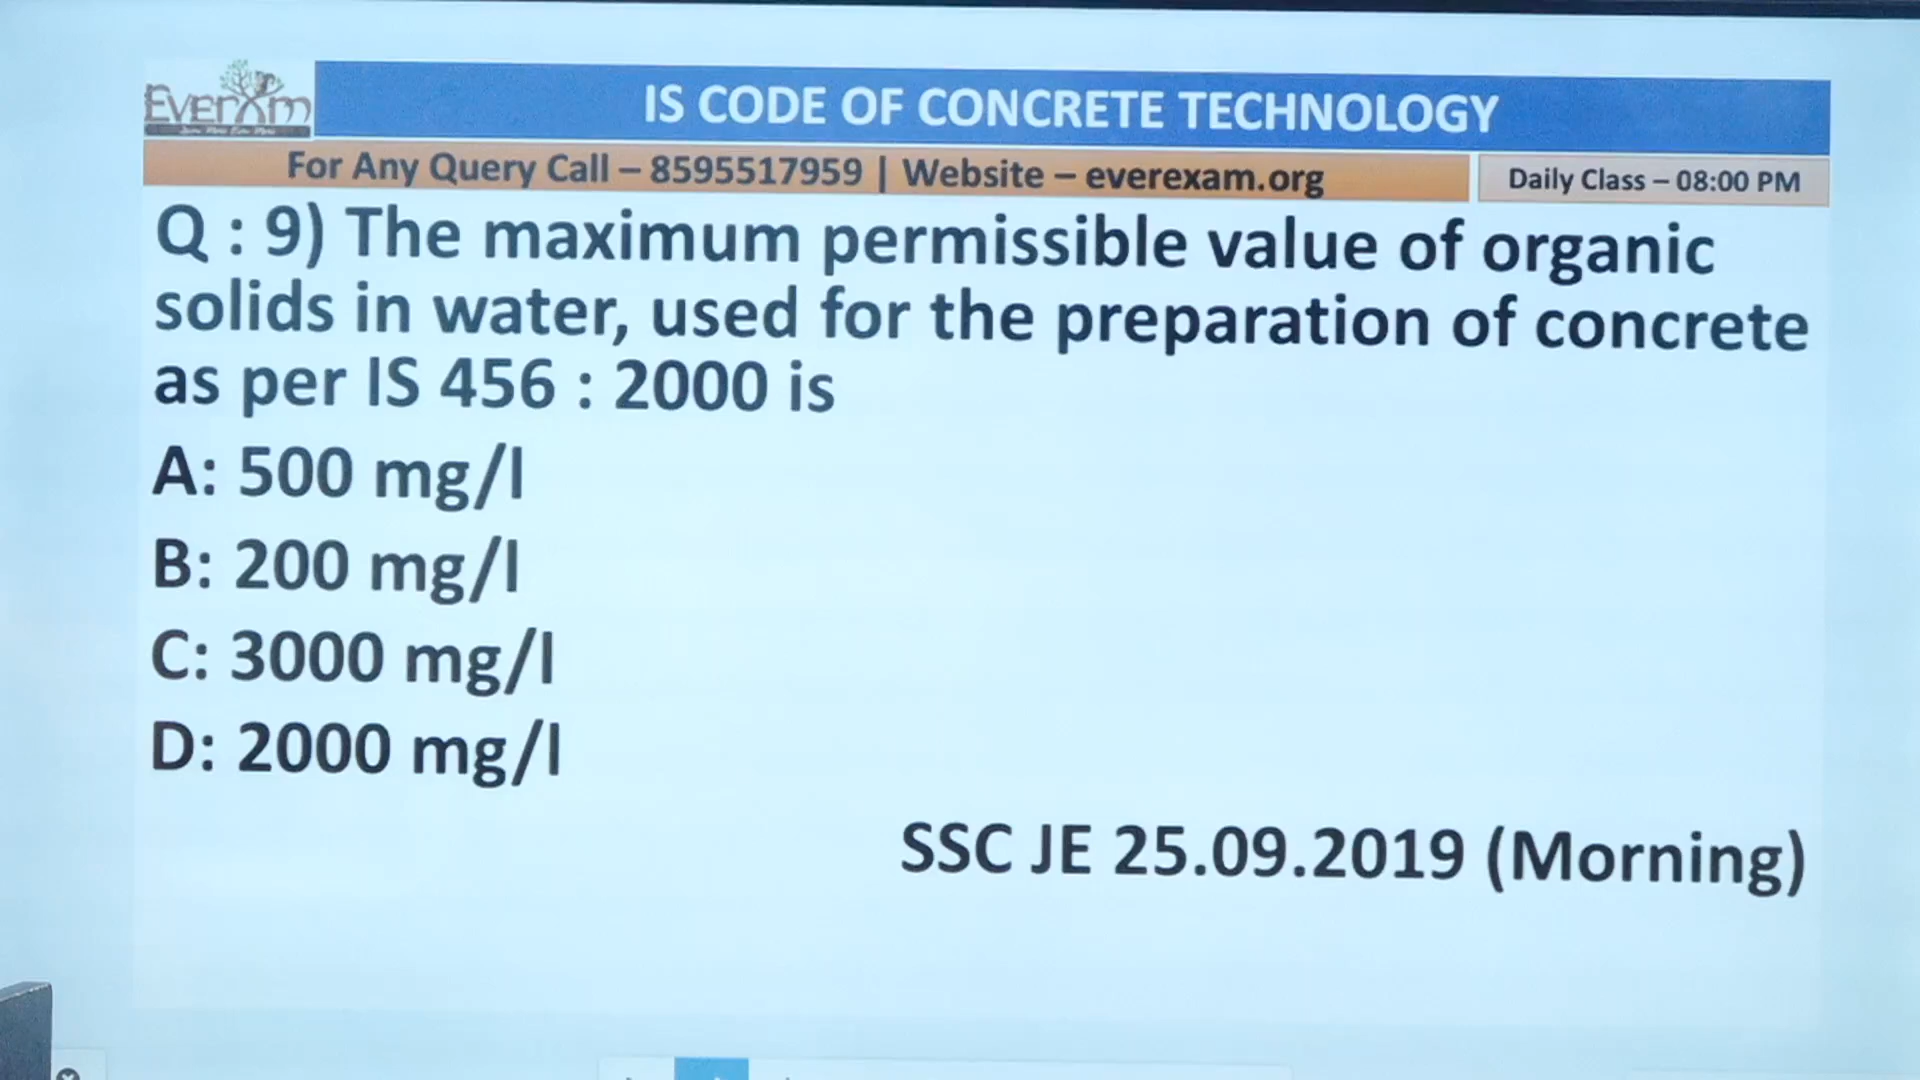 EVEREXAM
IS CODE OF CONCRETE TECHNOLOGY
For Any Query Call – 8595517959 | Website – everexam.org
Daily Class – 08:00 PM
Q : 9) The maximum permissible value of organic
solids in water, used for the preparation of concrete
as per IS 456 : 2000 is
A: 500 mg/l
B: 200 mg/l
C: 3000 mg/l
D: 2000 mg/l
SSC JE 25.09.2019 (Morning)